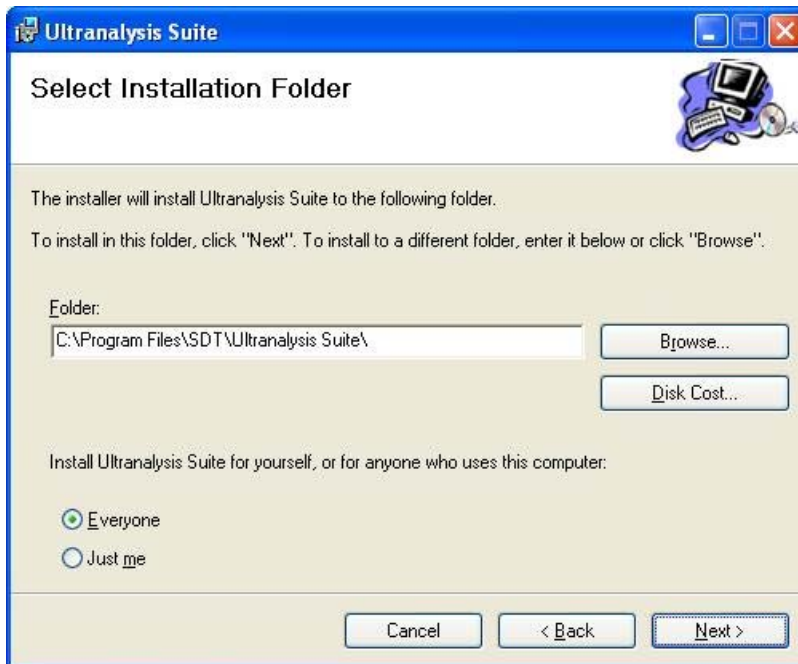 Ultranalysis Suite
Select Installation Folder
The installer will install Ultranalysis Suite to the following folder.
To install in this folder, click "Next". To install to a different folder, enter it below or click "Browse".
Folder:
C:\Program Files\SDT\Ultranalysis Suite\
Browse...
Disk Cost...
Install Ultranalysis Suite for yourself, or for anyone who uses this computer:
Everyone
Just me
Cancel
< Back
Next >